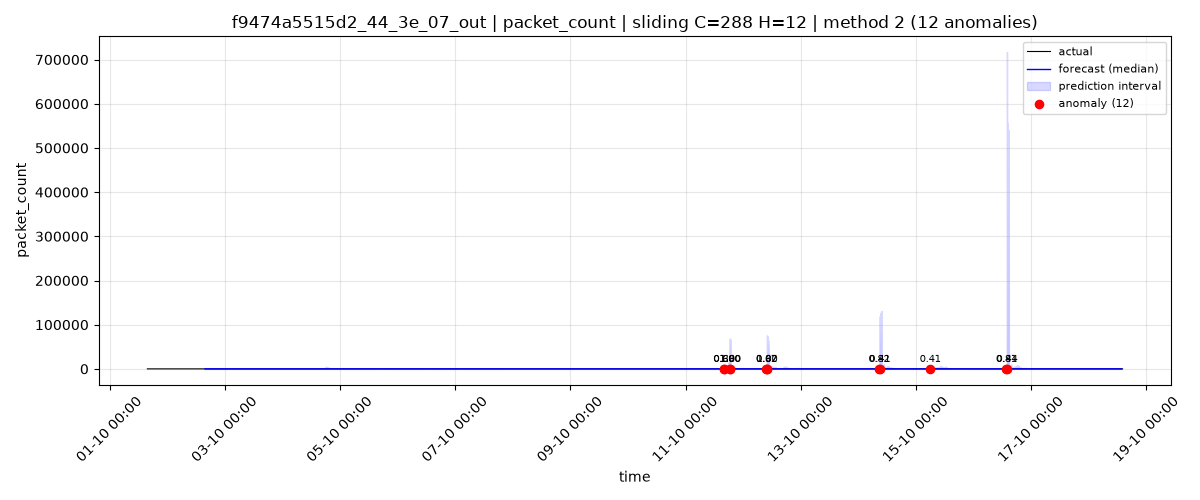 f9474a5515d2_44_3e_07_out | packet_count | sliding C=288 H=12 | method 2 (12 anomalies)
actual
forecast (median)
prediction interval
anomaly (12)
packet_count
700000
600000
500000
400000
300000
200000
100000
0
0.41
01-10 00:00
03-10 00:00
05-10 00:00
07-10 00:00
09-10 00:00
11-10 00:00
13-10 00:00
15-10 00:00
17-10 00:00
19-10 00:00
time